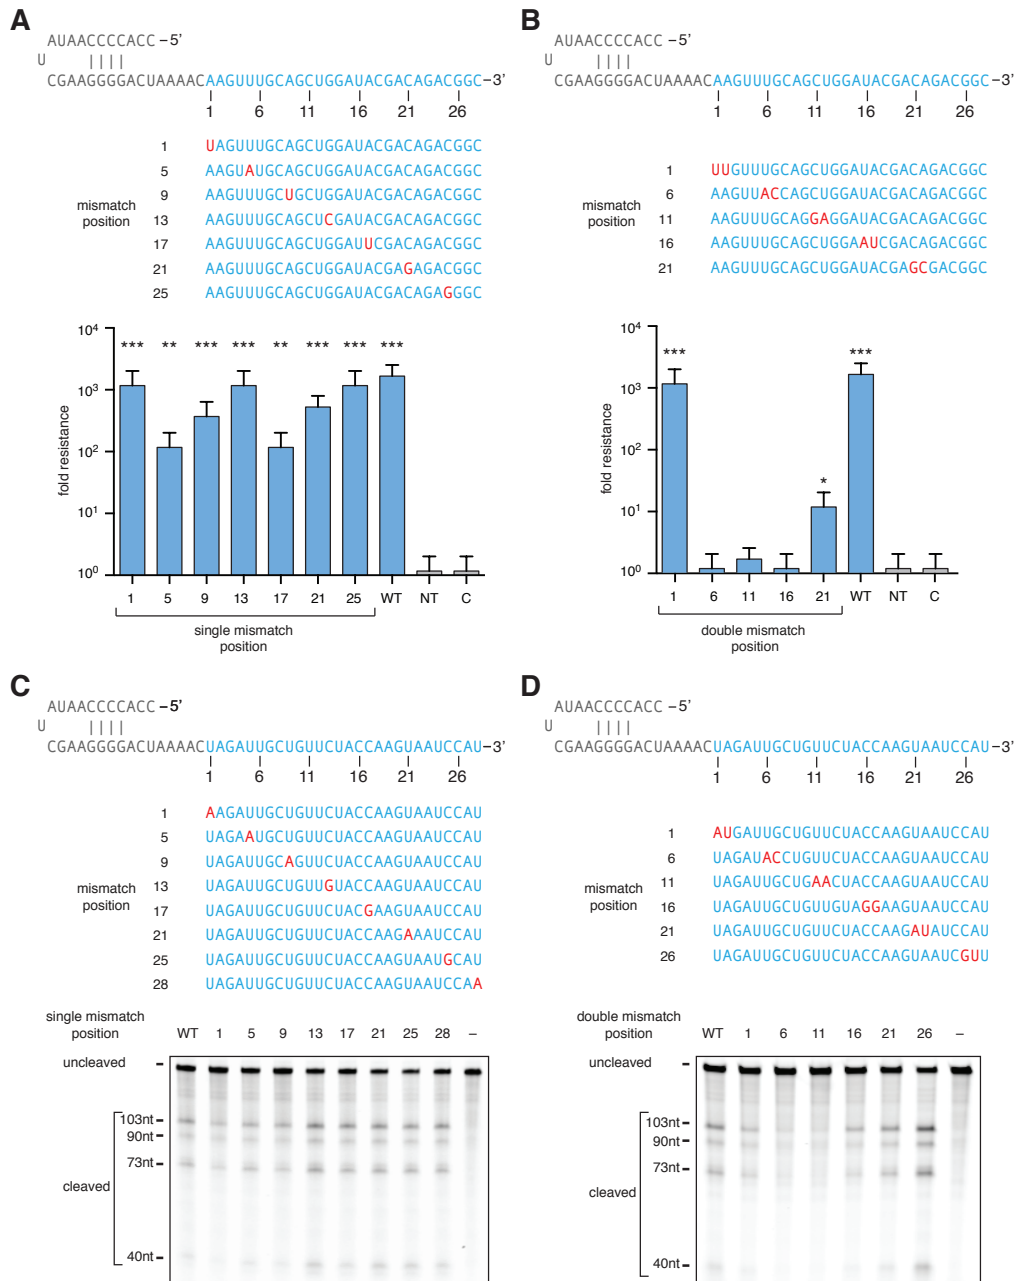 A
AUAACCCCACC–5’
U
CGAAGGGGACUAAAACAAGUUUGCAGCUGGAUACGACAGACGGC–3’
1 6 11 16 21 26
mismatch position
1 UAGUUUGCAGCUGGAUACGACAGACGGC
5 AAGUAUGCAGCUGGAUACGACAGACGGC
9 AAGUUUGCUGCUGGAUACGACAGACGGC
13 AAGUUUGCAGCUCGAUACGACAGACGGC
17 AAGUUUGCAGCUGGAUUCGACAGACGGC
21 AAGUUUGCAGCUGGAUACGAGAGACGGC
25 AAGUUUGCAGCUGGAUACGACAGAGGGC
fold resistance
10⁴
10³
10²
10¹
10⁰
*** ** *** *** ** *** *** ***
1 5 9 13 17 21 25 WT NT C
single mismatch
position
B
AUAACCCCACC–5’
U
CGAAGGGGACUAAAACAAGUUUGCAGCUGGAUACGACAGACGGC–3’
1 6 11 16 21 26
mismatch position
1 UUGUUUGCAGCUGGAUACGACAGACGGC
6 AAGUUACCAGCUGGAUACGACAGACGGC
11 AAGUUUGCAGGAGGAUACGACAGACGGC
16 AAGUUUGCAGCUGGAAUCGACAGACGGC
21 AAGUUUGCAGCUGGAUACGAGCGACGGC
fold resistance
10⁴
10³
10²
10¹
10⁰
*** * ***
1 6 11 16 21 WT NT C
double mismatch
position
C
AUAACCCCACC–5’
U
CGAAGGGGACUAAAACUAGAUUGCUGUUCUACCAAGUAAUCCAU–3’
1 6 11 16 21 26
mismatch position
1 AAGAUUGCUGUUCUACCAAGUAAUCCAU
5 UAGAAUGCUGUUCUACCAAGUAAUCCAU
9 UAGAUUGCAGUUCUACCAAGUAAUCCAU
13 UAGAUUGCUGUUGUACCAAGUAAUCCAU
17 UAGAUUGCUGUUCUACGAAGUAAUCCAU
21 UAGAUUGCUGUUCUACCAAGAAAUCCAU
25 UAGAUUGCUGUUCUACCAAGUAAUGCAU
28 UAGAUUGCUGUUCUACCAAGUAAUCCAA
single mismatch
position WT 1 5 9 13 17 21 25 28 –
uncleaved
103nt
90nt
73nt
cleaved
40nt
D
AUAACCCCACC–5’
U
CGAAGGGGACUAAAACUAGAUUGCUGUUCUACCAAGUAAUCCAU–3’
1 6 11 16 21 26
mismatch position
1 AUGAUUGCUGUUCUACCAAGUAAUCCAU
6 UAGAUACCUGUUCUACCAAGUAAUCCAU
11 UAGAUUGCUGAACUACCAAGUAAUCCAU
16 UAGAUUGCUGUUGUAGGAAGUAAUCCAU
21 UAGAUUGCUGUUCUACCAAGAUAUCCAU
26 UAGAUUGCUGUUCUACCAAGUAAUCGUU
double mismatch
position WT 1 6 11 16 21 26 –
uncleaved
103nt
90nt
73nt
cleaved
40nt